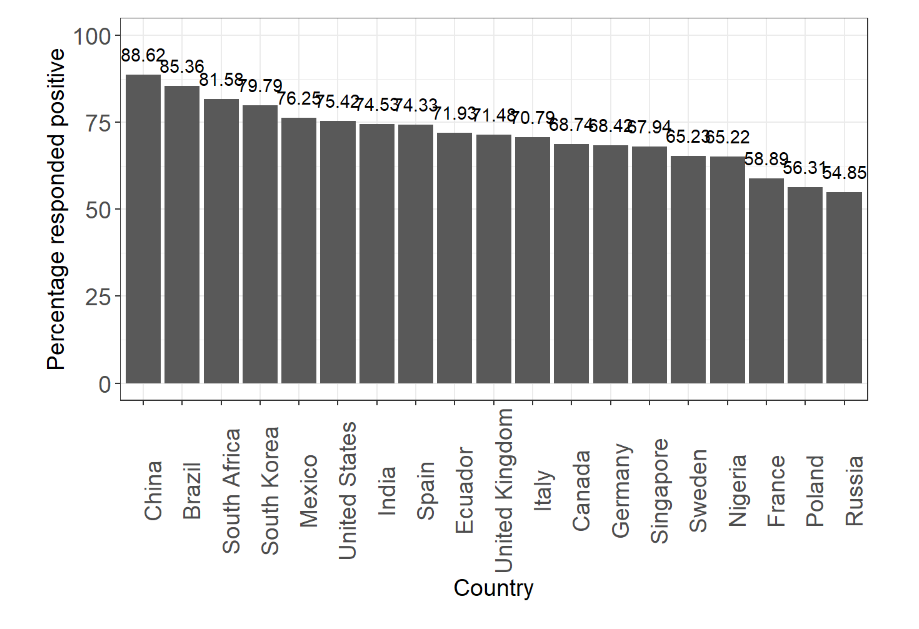 Percentage responded positive
100
75
50
25
0
88.62
85.36
81.58
79.79
76.25
75.42
74.53
74.33
71.93
71.48
70.79
68.74
68.42
67.94
65.23
65.22
58.89
56.31
54.85
China
Brazil
South Africa
South Korea
Mexico
United States
India
Spain
Ecuador
United Kingdom
Italy
Canada
Germany
Singapore
Sweden
Nigeria
France
Poland
Russia
Country